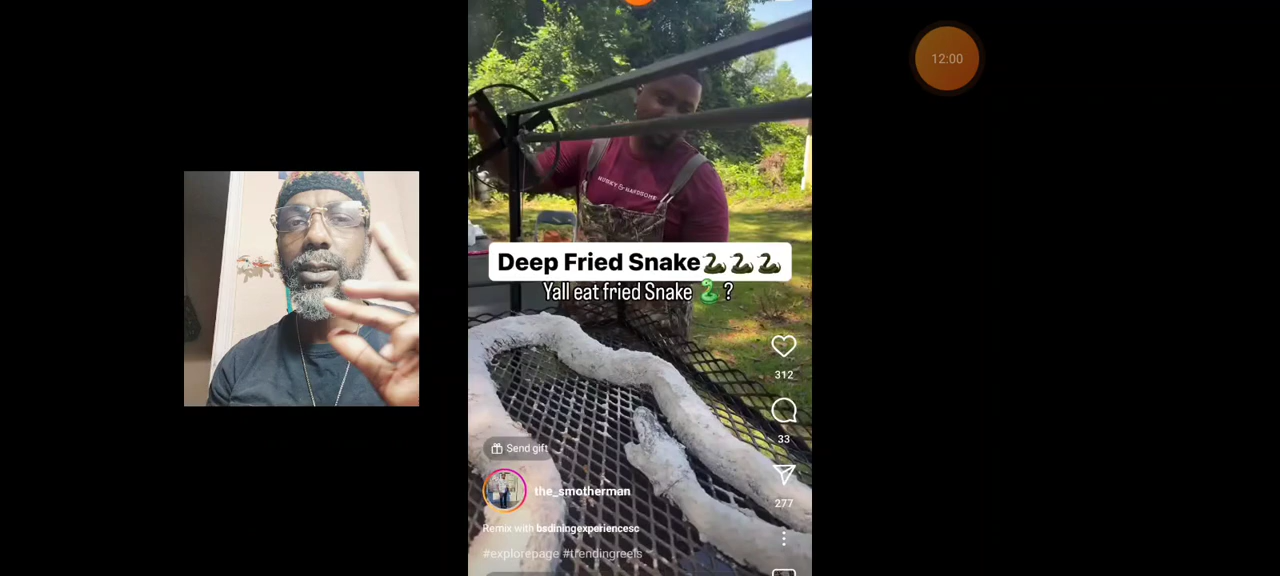 12:00
HUSKY & HANDSOME
Deep Fried Snake🐍🐍🐍
Yall eat fried Snake 🐍 ?
312
33
Send gift
277
the_smotherman
Remix with bsdiningexperiencesc
#explorepage #trendingreels